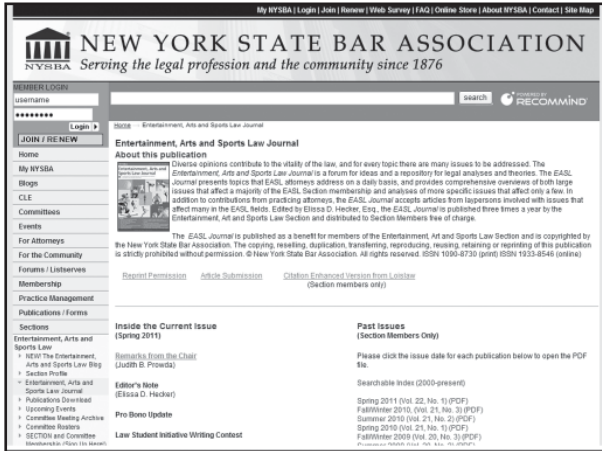 My NYSBA | Login | Join | Renew | Web Survey | FAQ | Online Store | About NYSBA | Contact | Site Map
NYSBA
NEW YORK STATE BAR ASSOCIATION
Serving the legal profession and the community since 1876
MEMBER LOGIN
username
Login
JOIN / RENEW
Home
My NYSBA
Blogs
CLE
Committees
Events
For Attorneys
For the Community
Forums / Listserves
Membership
Practice Management
Publications / Forms
Sections
Entertainment, Arts and
Sports Law
NEW! The Entertainment,
Arts and Sports Law Blog
Section Profile
Entertainment, Arts and
Sports Law Journal
Publications Download
Upcoming Events
Committee Meeting Archive
Committee Rosters
SECTION and Committee
Membership (Sign Up Here)
search
POWERED BY
RECOMMIND
Home Entertainment, Arts and Sports Law Journal
Entertainment, Arts and Sports Law Journal
About this publication
Diverse opinions contribute to the vitality of the law, and for every topic there are many issues to be addressed. The
Entertainment, Arts and Sports Law Journal is a forum for ideas and a repository for legal analyses and theories. The EASL
Journal presents topics that EASL attorneys address on a daily basis, and provides comprehensive overviews of both large
issues that affect a majority of the EASL Section membership and analyses of more specific issues that affect only a few. In
addition to contributions from practicing attorneys, the EASL Journal accepts articles from laypersons involved with issues that
affect many in the EASL fields. Edited by Elissa D. Hecker, Esq., the EASL Journal is published three times a year by the
Entertainment, Art and Sports Law Section and distributed to Section Members free of charge.
The EASL Journal is published as a benefit for members of the Entertainment, Art and Sports Law Section and is copyrighted by
the New York State Bar Association. The copying, reselling, duplication, transferring, reproducing, reusing, retaining or reprinting of this publication
is strictly prohibited without permission. © New York State Bar Association. All rights reserved. ISSN 1090-8730 (print) ISSN 1933-8546 (online)
Reprint Permission Article Submission Citation Enhanced Version from Loislaw
(Section members only)
Inside the Current Issue
(Spring 2011)
Remarks from the Chair
(Judith B. Prowda)
Editor's Note
(Elissa D. Hecker)
Pro Bono Update
Law Student Initiative Writing Contest
Past Issues
(Section Members Only)
Please click the issue date for each publication below to open the PDF
file.
Searchable Index (2000-present)
Spring 2011 (Vol. 22, No. 1) (PDF)
Fall/Winter 2010, (Vol. 21, No. 3) (PDF)
Summer 2010 (Vol. 21, No. 2) (PDF)
Spring 2010 (Vol. 21, No. 1) (PDF)
Fall/Winter 2009 (Vol. 20, No. 3) (PDF)